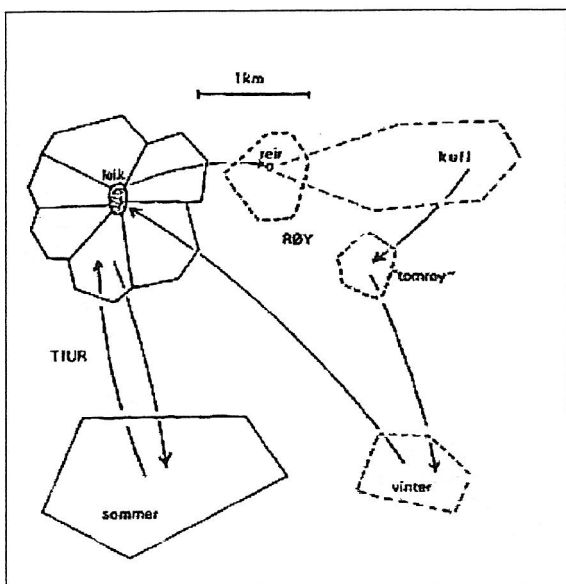 1km
leik
reir
kull
RØY
"tomrøy"
TIUR
sommer
vinter